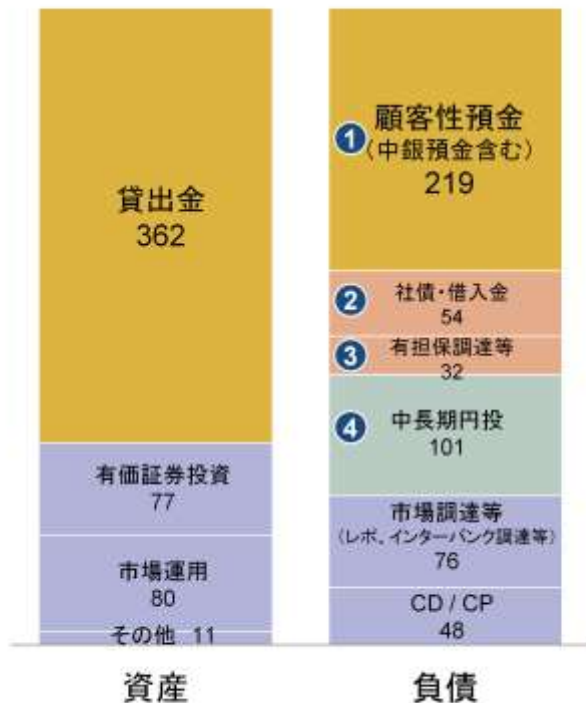 貸出金
362
有価証券投資
77
市場運用
80
その他 11
資産
1
顧客性預金
(中銀預金含む)
219
2
社債・借入金
54
3
有担保調達等
32
4
中長期円投
101
市場調達等
(レポ、インターバンク調達等)
76
CD / CP
48
負債